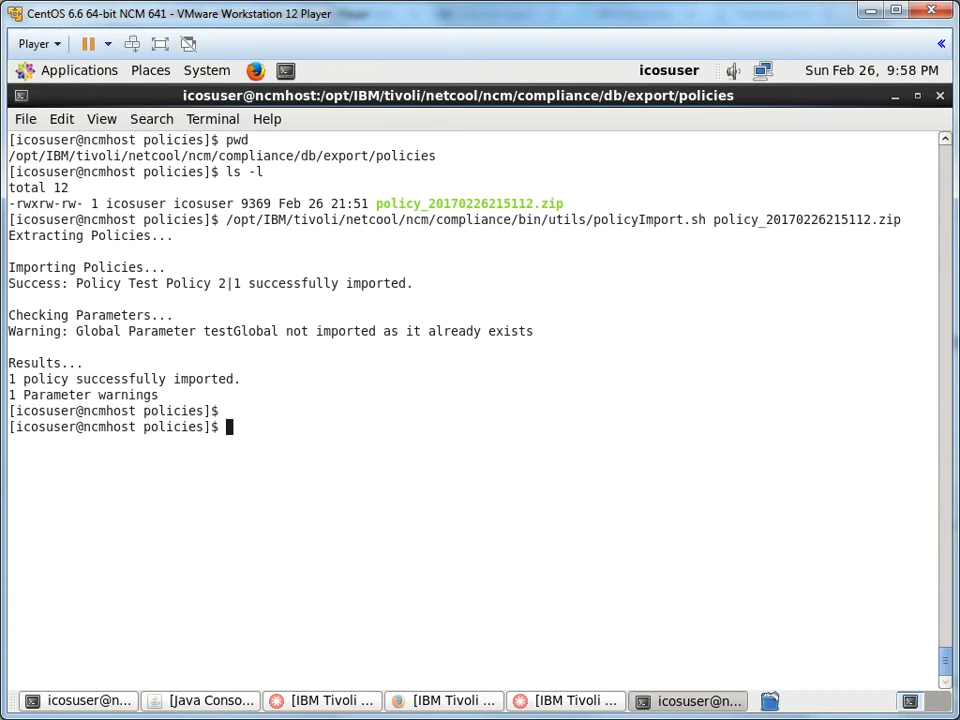 CentOS 6.6 64-bit NCM 641 - VMware Workstation 12 Player
Player
Applications Places System icosuser Sun Feb 26, 9:58 PM
icosuser@ncmhost:/opt/IBM/tivoli/netcool/ncm/compliance/db/export/policies
File Edit View Search Terminal Help
[icosuser@ncmhost policies]$ pwd
/opt/IBM/tivoli/netcool/ncm/compliance/db/export/policies
[icosuser@ncmhost policies]$ ls -l
total 12
-rwxrw-rw- 1 icosuser icosuser 9369 Feb 26 21:51 policy_20170226215112.zip
[icosuser@ncmhost policies]$ /opt/IBM/tivoli/netcool/ncm/compliance/bin/utils/policyImport.sh policy_20170226215112.zip
Extracting Policies...
Importing Policies...
Success: Policy Test Policy 2|1 successfully imported.
Checking Parameters...
Warning: Global Parameter testGlobal not imported as it already exists
Results...
1 policy successfully imported.
1 Parameter warnings
[icosuser@ncmhost policies]$
[icosuser@ncmhost policies]$
icosuser@n... [Java Conso... [IBM Tivoli ... [IBM Tivoli ... [IBM Tivoli ... icosuser@n...